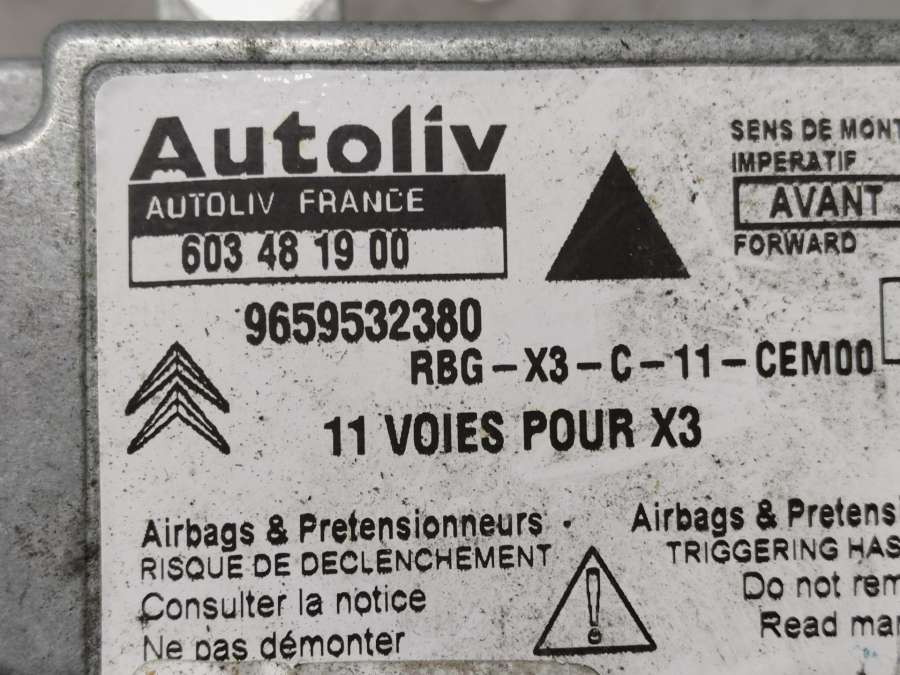 Autoliv
AUTOLIV FRANCE
603 48 19 00
SENS DE MONT
IMPERATIF
AVANT
FORWARD
9659532380
RBG-X3-C-11-CEM00
11 VOIES POUR X3
Airbags & Pretensionneurs
RISQUE DE DECLENCHEMENT
Consulter la notice
Ne pas démonter
Airbags & Pretens
TRIGGERING HAS
Do not rem
Read man